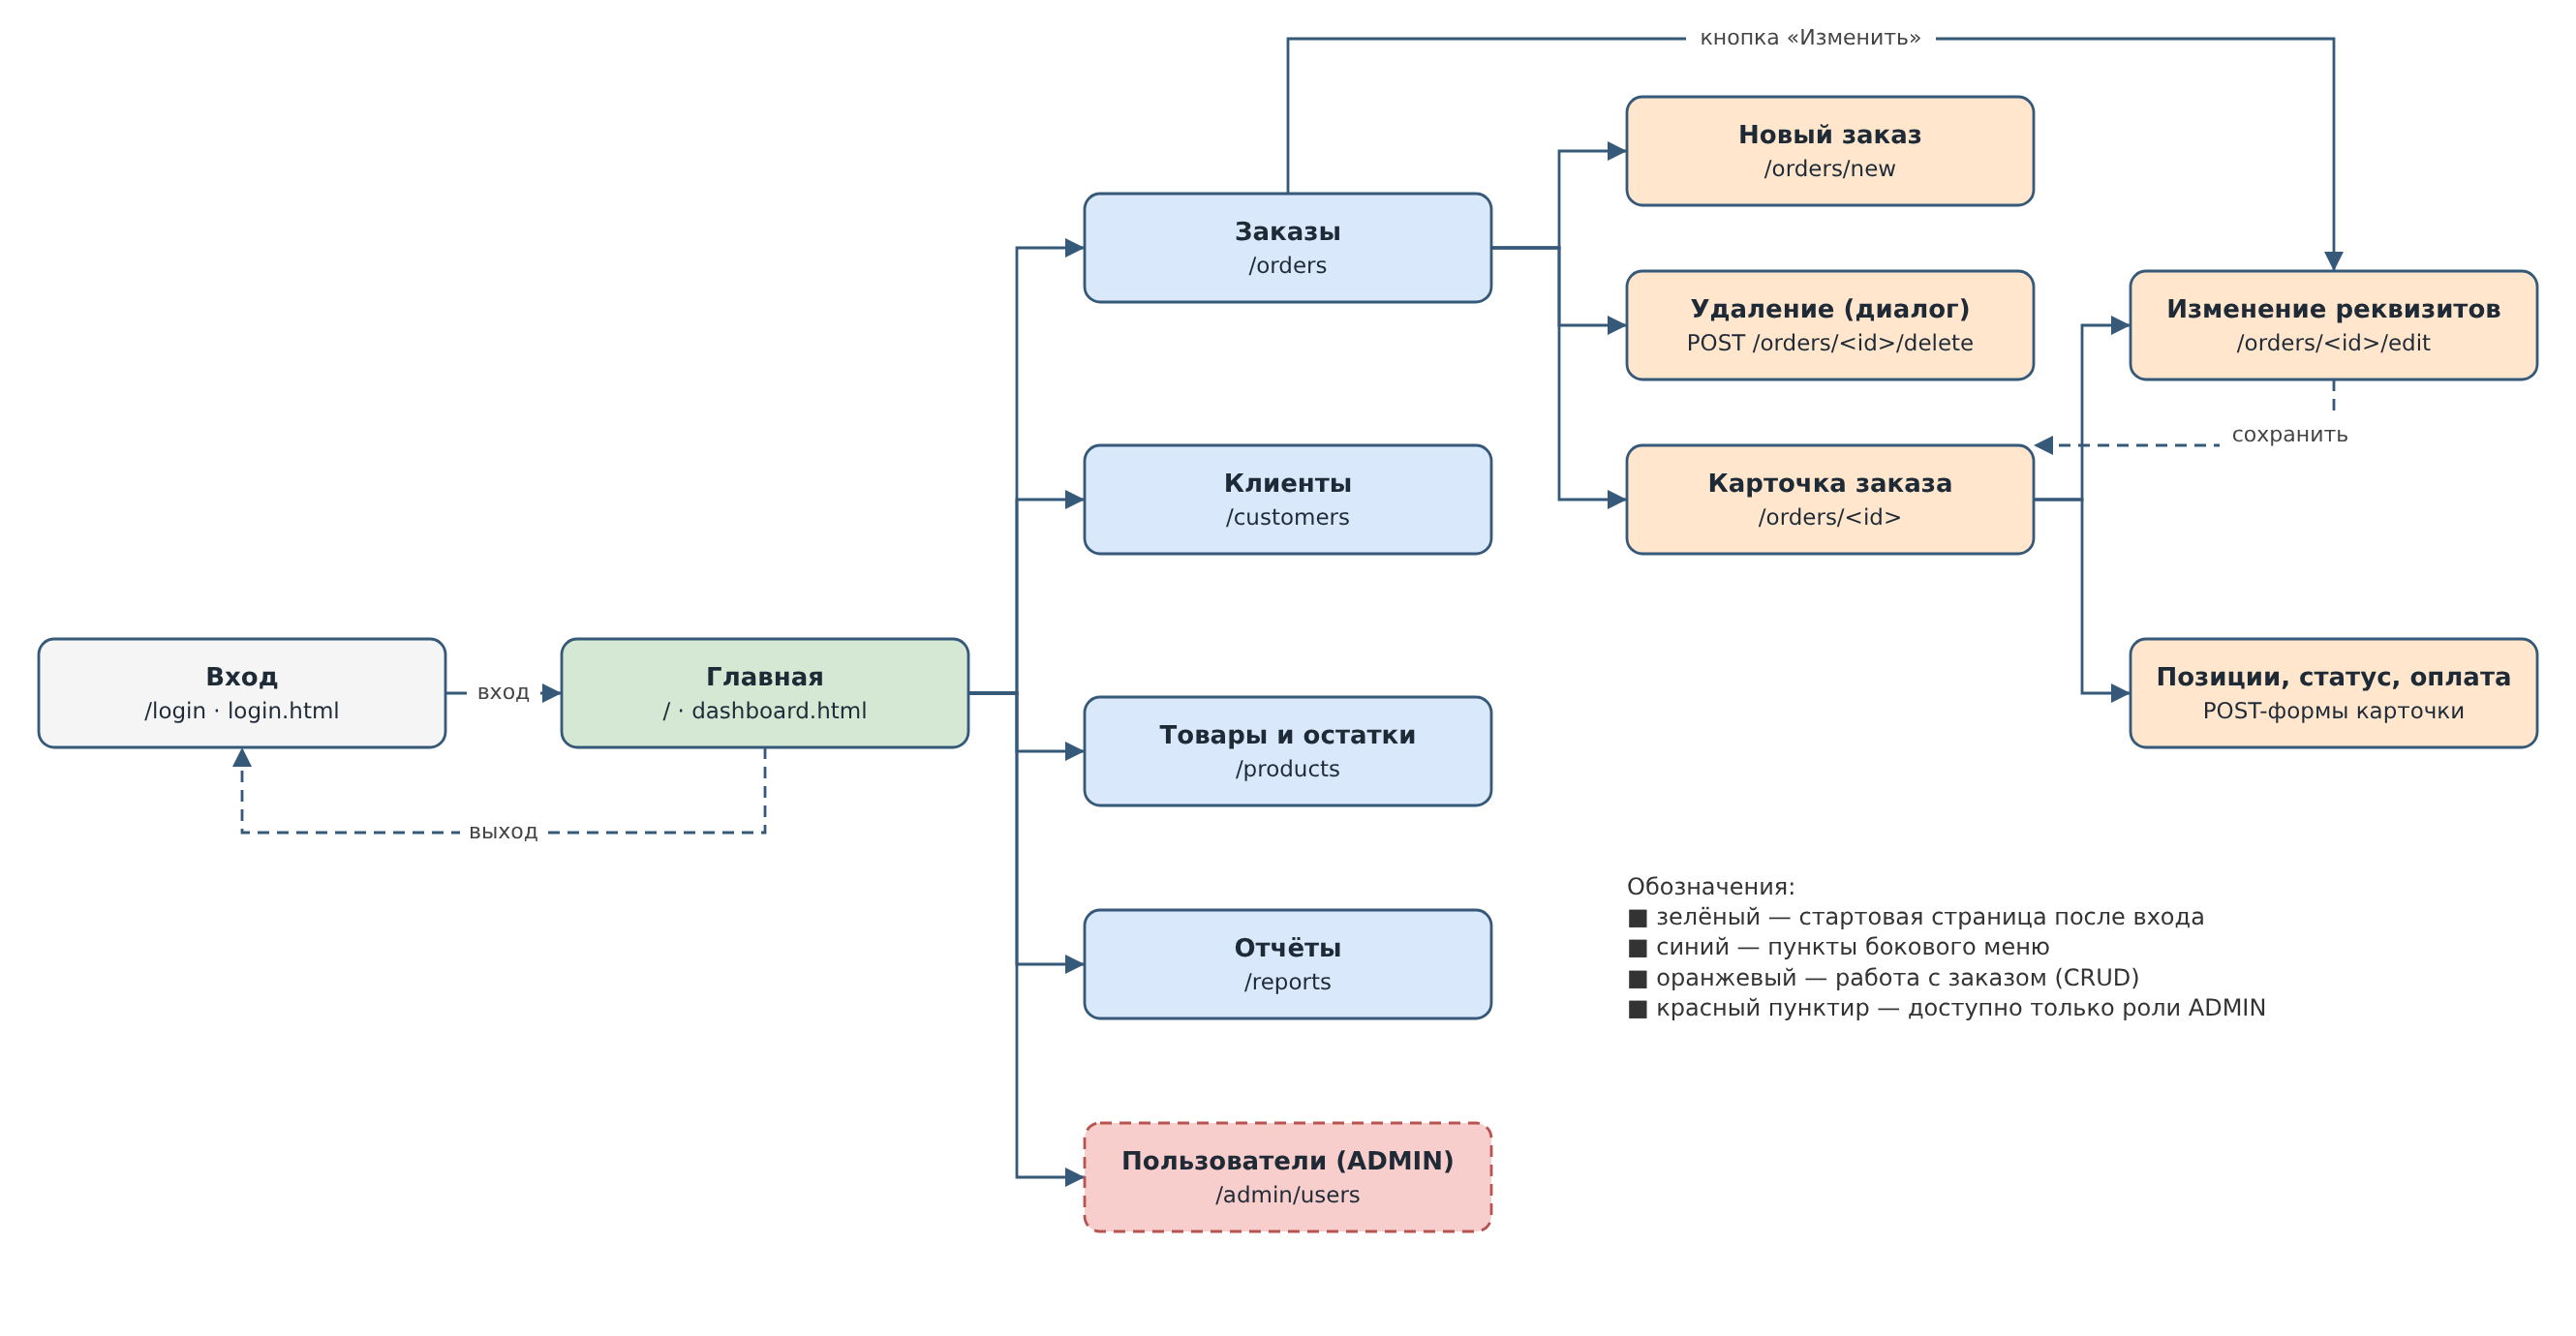 кнопка «Изменить»
Новый заказ
/orders/new
Заказы
/orders
Удаление (диалог)
POST /orders/<id>/delete
Изменение реквизитов
/orders/<id>/edit
сохранить
Клиенты
/customers
Карточка заказа
/orders/<id>
Вход
/login · login.html
вход
Главная
/ · dashboard.html
Позиции, статус, оплата
POST-формы карточки
Товары и остатки
/products
выход
Обозначения:
■ зелёный — стартовая страница после входа
■ синий — пункты бокового меню
■ оранжевый — работа с заказом (CRUD)
■ красный пунктир — доступно только роли ADMIN
Отчёты
/reports
Пользователи (ADMIN)
/admin/users